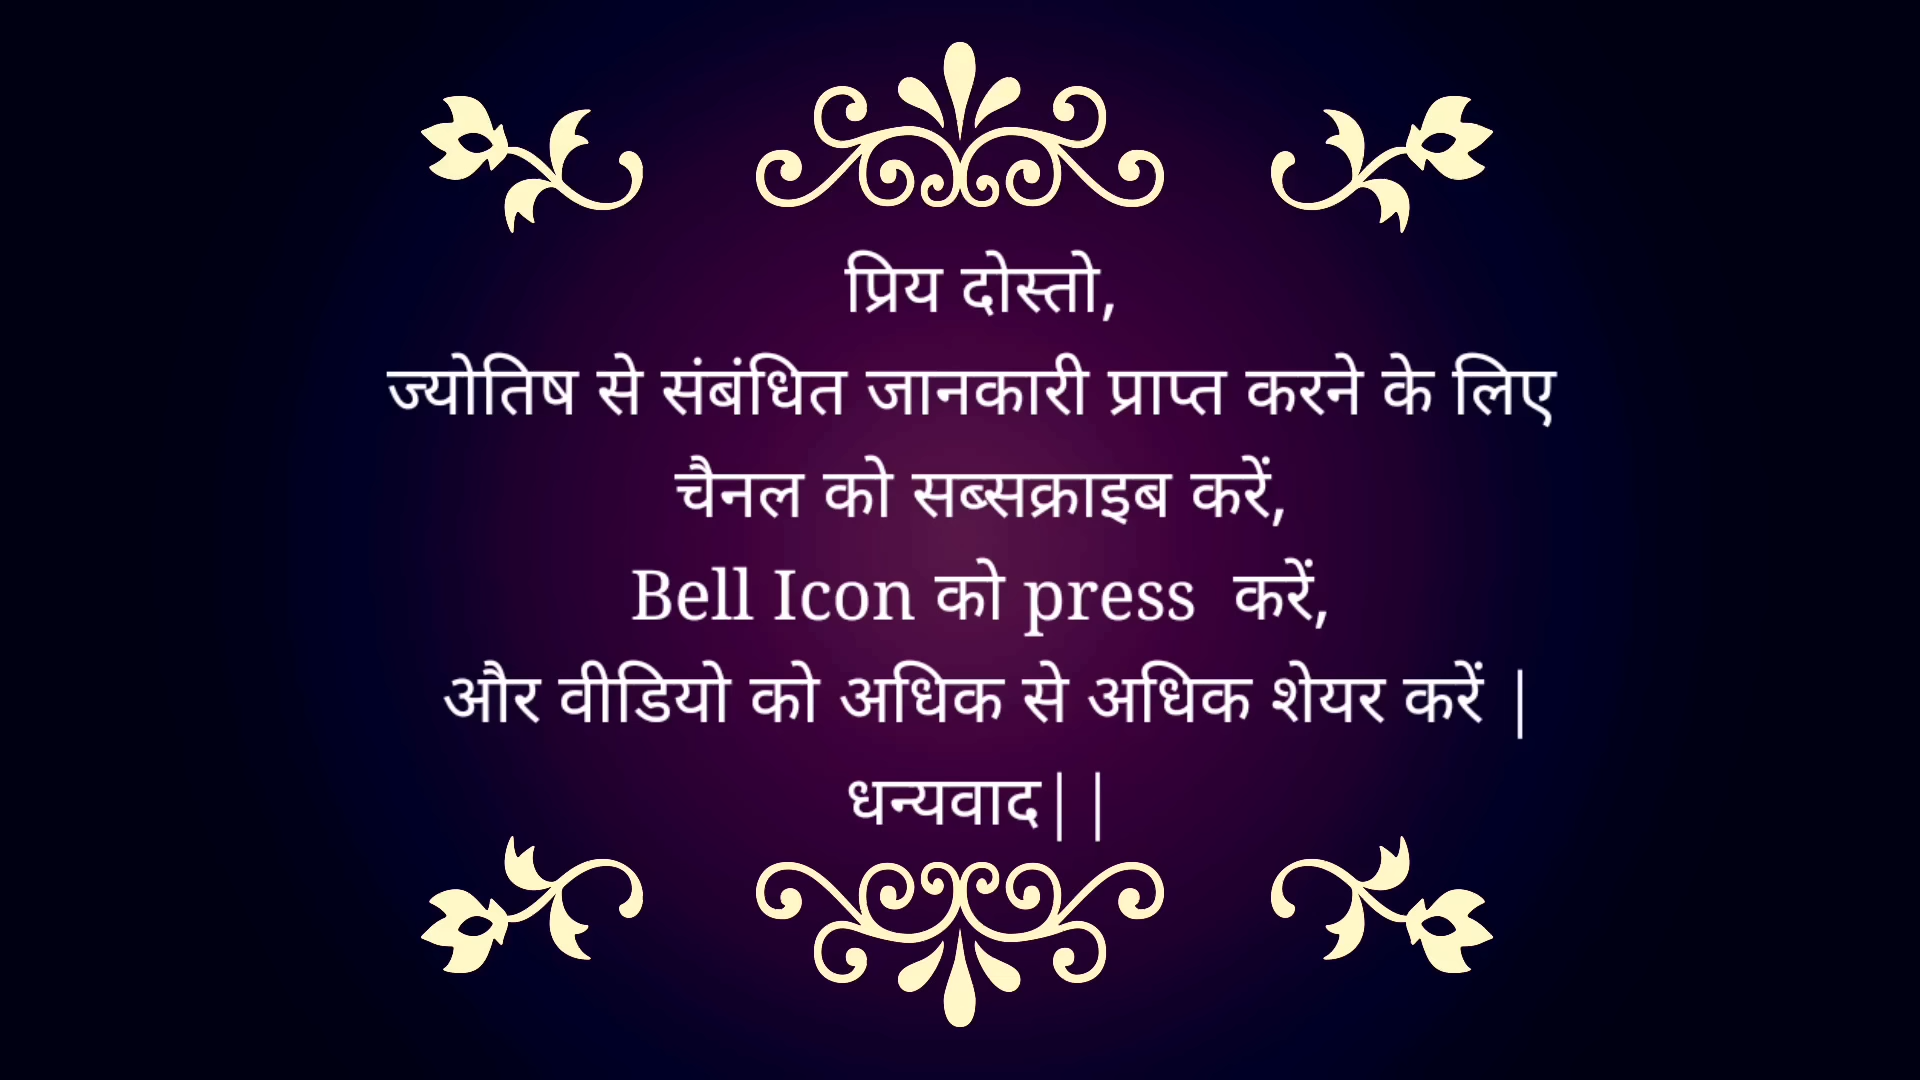 प्रिय दोस्तो,
ज्योतिष से संबंधित जानकारी प्राप्त करने के लिए
चैनल को सब्सक्राइब करें,
Bell Icon को press  करें,
और वीडियो को अधिक से अधिक शेयर करें |
धन्यवाद||